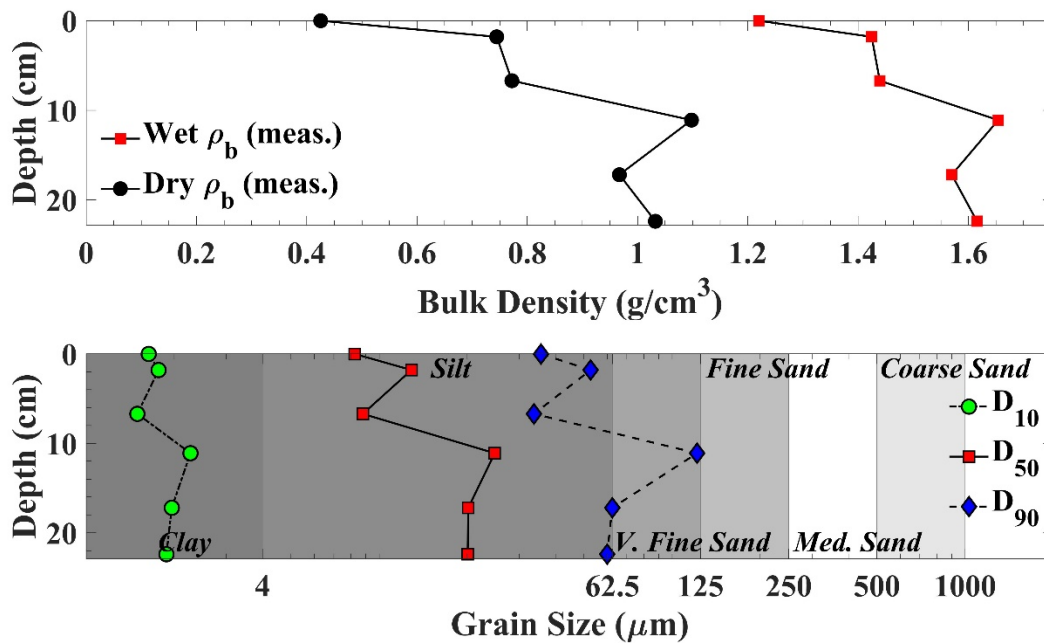 0
10
20
Depth (cm)
Wet ρb (meas.)
Dry ρb (meas.)
0 0.2 0.4 0.6 0.8 1 1.2 1.4 1.6
Bulk Density (g/cm³)
0
10
20
Depth (cm)
Silt Fine Sand Coarse Sand
D10
D50
D90
Clay V. Fine Sand Med. Sand
4 62.5 125 250 500 1000
Grain Size (μm)